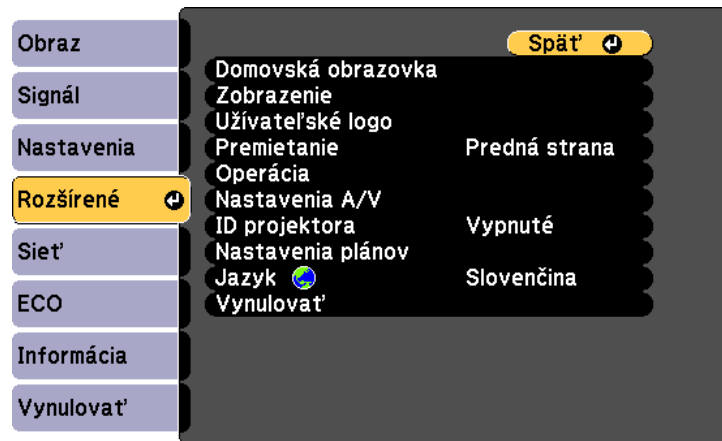 Obraz
Signál
Nastavenia
Rozšírené
Sieť
ECO
Informácia
Vynulovať
Späť
Domovská obrazovka
Zobrazenie
Užívateľské logo
Premietanie Predná strana
Operácia
Nastavenia A/V
ID projektora Vypnuté
Nastavenia plánov
Jazyk Slovenčina
Vynulovať